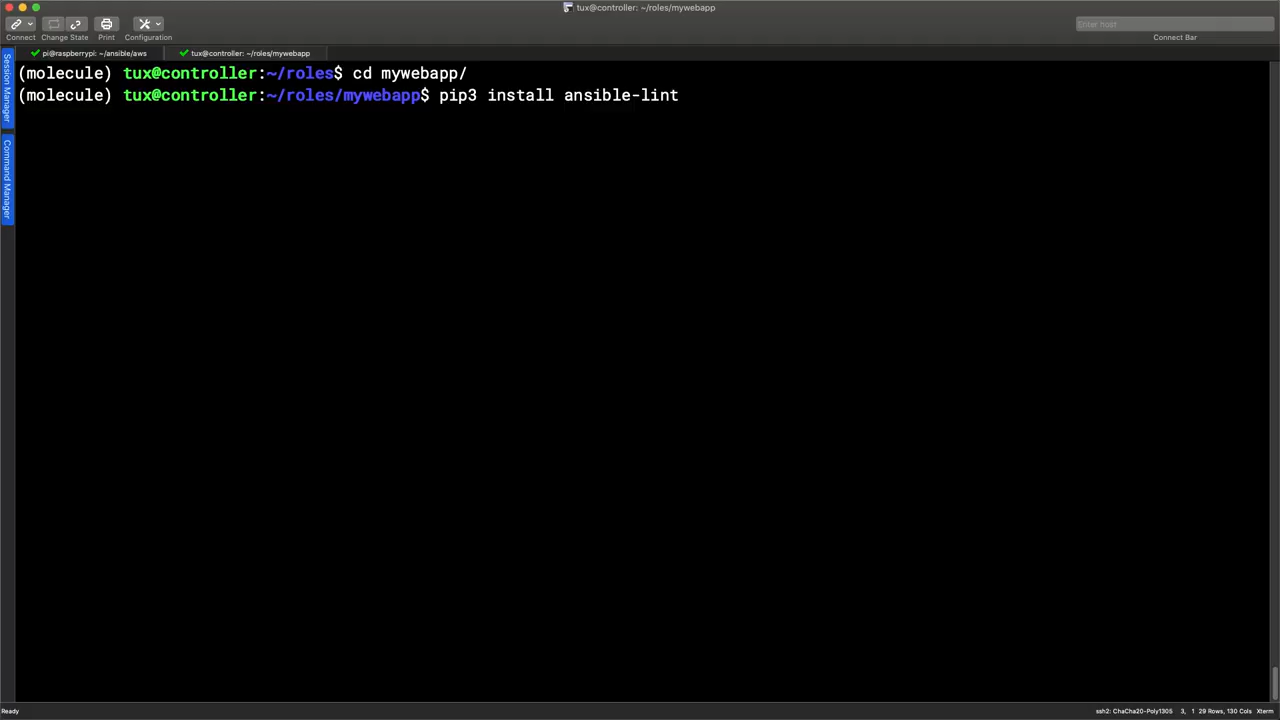 tux@controller: ~/roles/mywebapp
Connect
Change State
Print
Configuration
Enter host
Connect Bar
pi@raspberrypi: ~/ansible/aws
tux@controller: ~/roles/mywebapp
Session Manager
Command Manager
(molecule) tux@controller:~/roles$ cd mywebapp/
(molecule) tux@controller:~/roles/mywebapp$ pip3 install ansible-lint
Ready
ssh2: ChaCha20-Poly1305 3, 1 29 Rows, 130 Cols Xterm